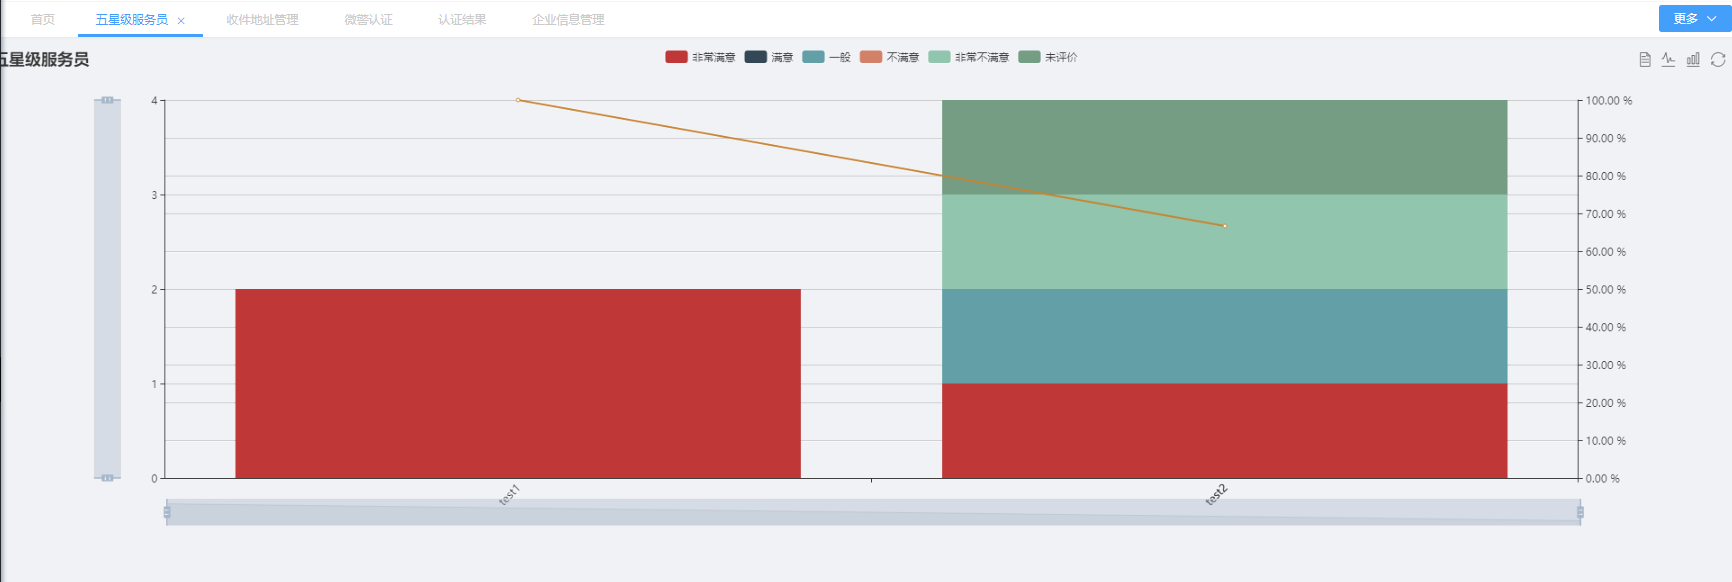 首页 五星级服务员 × 收件地址管理 微警认证 认证结果 企业信息管理 更多
五星级服务员
非常满意 满意 一般 不满意 非常不满意 未评价
4 100.00 %
90.00 %
80.00 %
3
70.00 %
60.00 %
2 50.00 %
40.00 %
30.00 %
1
20.00 %
10.00 %
0 0.00 %
test1 test2